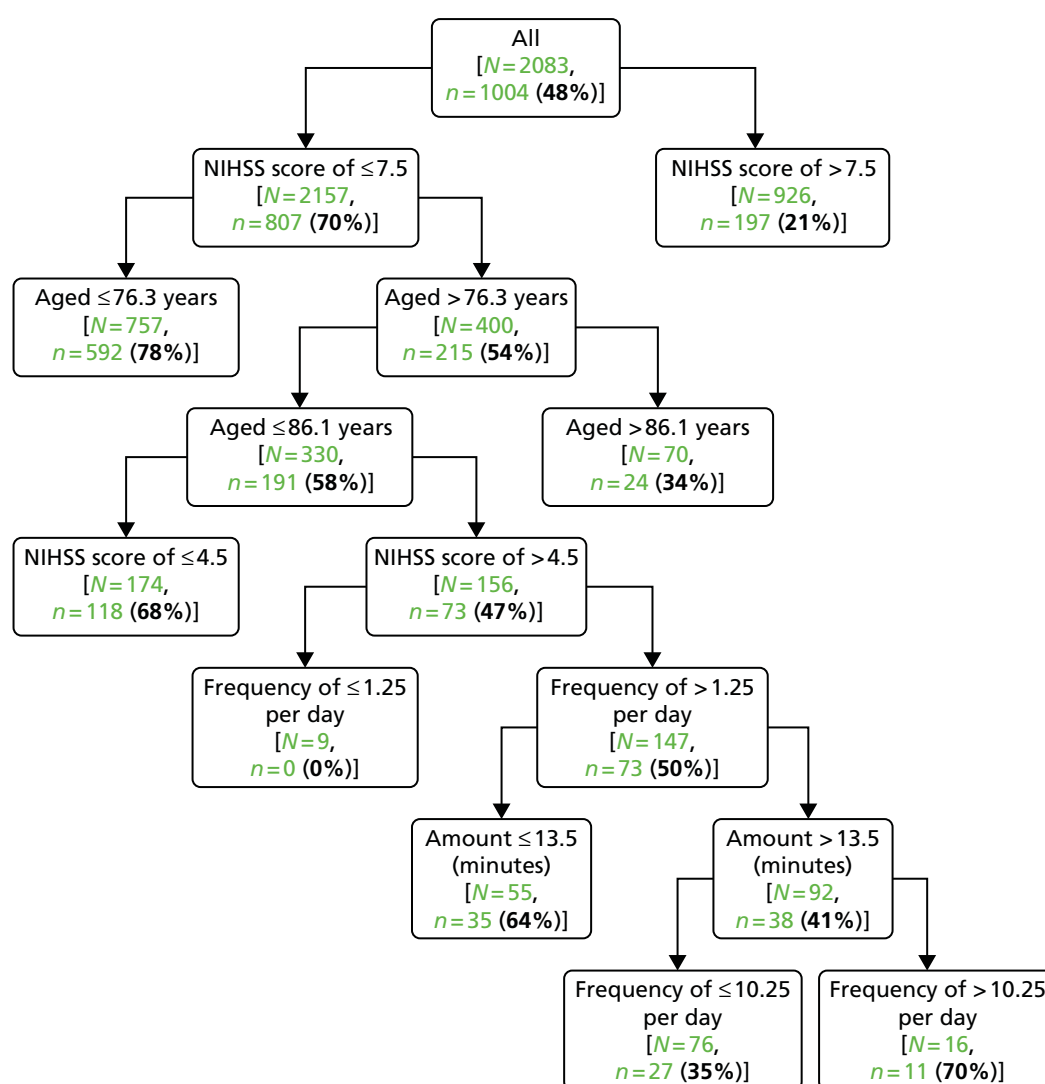 All
[N=2083,
n=1004 (48%)]
NIHSS score of ≤7.5
[N=2157,
n=807 (70%)]
NIHSS score of >7.5
[N=926,
n=197 (21%)]
Aged ≤76.3 years
[N=757,
n=592 (78%)]
Aged >76.3 years
[N=400,
n=215 (54%)]
Aged ≤86.1 years
[N=330,
n=191 (58%)]
Aged >86.1 years
[N=70,
n=24 (34%)]
NIHSS score of ≤4.5
[N=174,
n=118 (68%)]
NIHSS score of >4.5
[N=156,
n=73 (47%)]
Frequency of ≤1.25
per day
[N=9,
n=0 (0%)]
Frequency of >1.25
per day
[N=147,
n=73 (50%)]
Amount ≤13.5
(minutes)
[N=55,
n=35 (64%)]
Amount >13.5
(minutes)
[N=92,
n=38 (41%)]
Frequency of ≤10.25
per day
[N=76,
n=27 (35%)]
Frequency of >10.25
per day
[N=16,
n=11 (70%)]